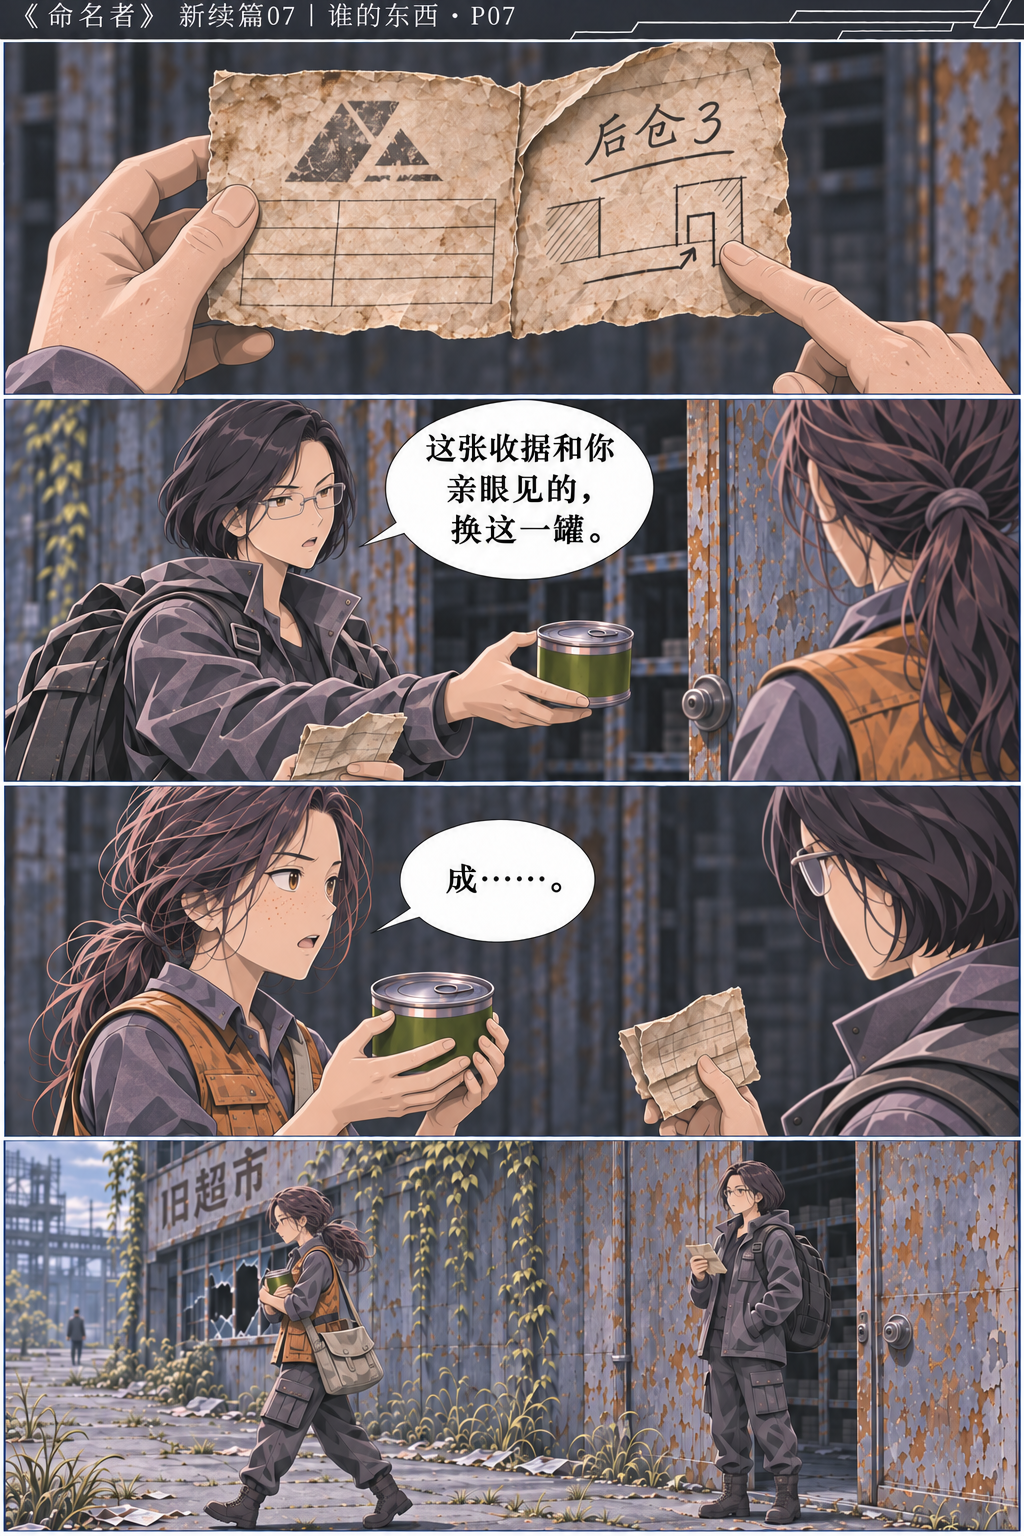 《命名者》 新续篇07｜谁的东西·P07
后仓3
这张收据和你
亲眼见的，
换这一罐。
成……。
旧超市